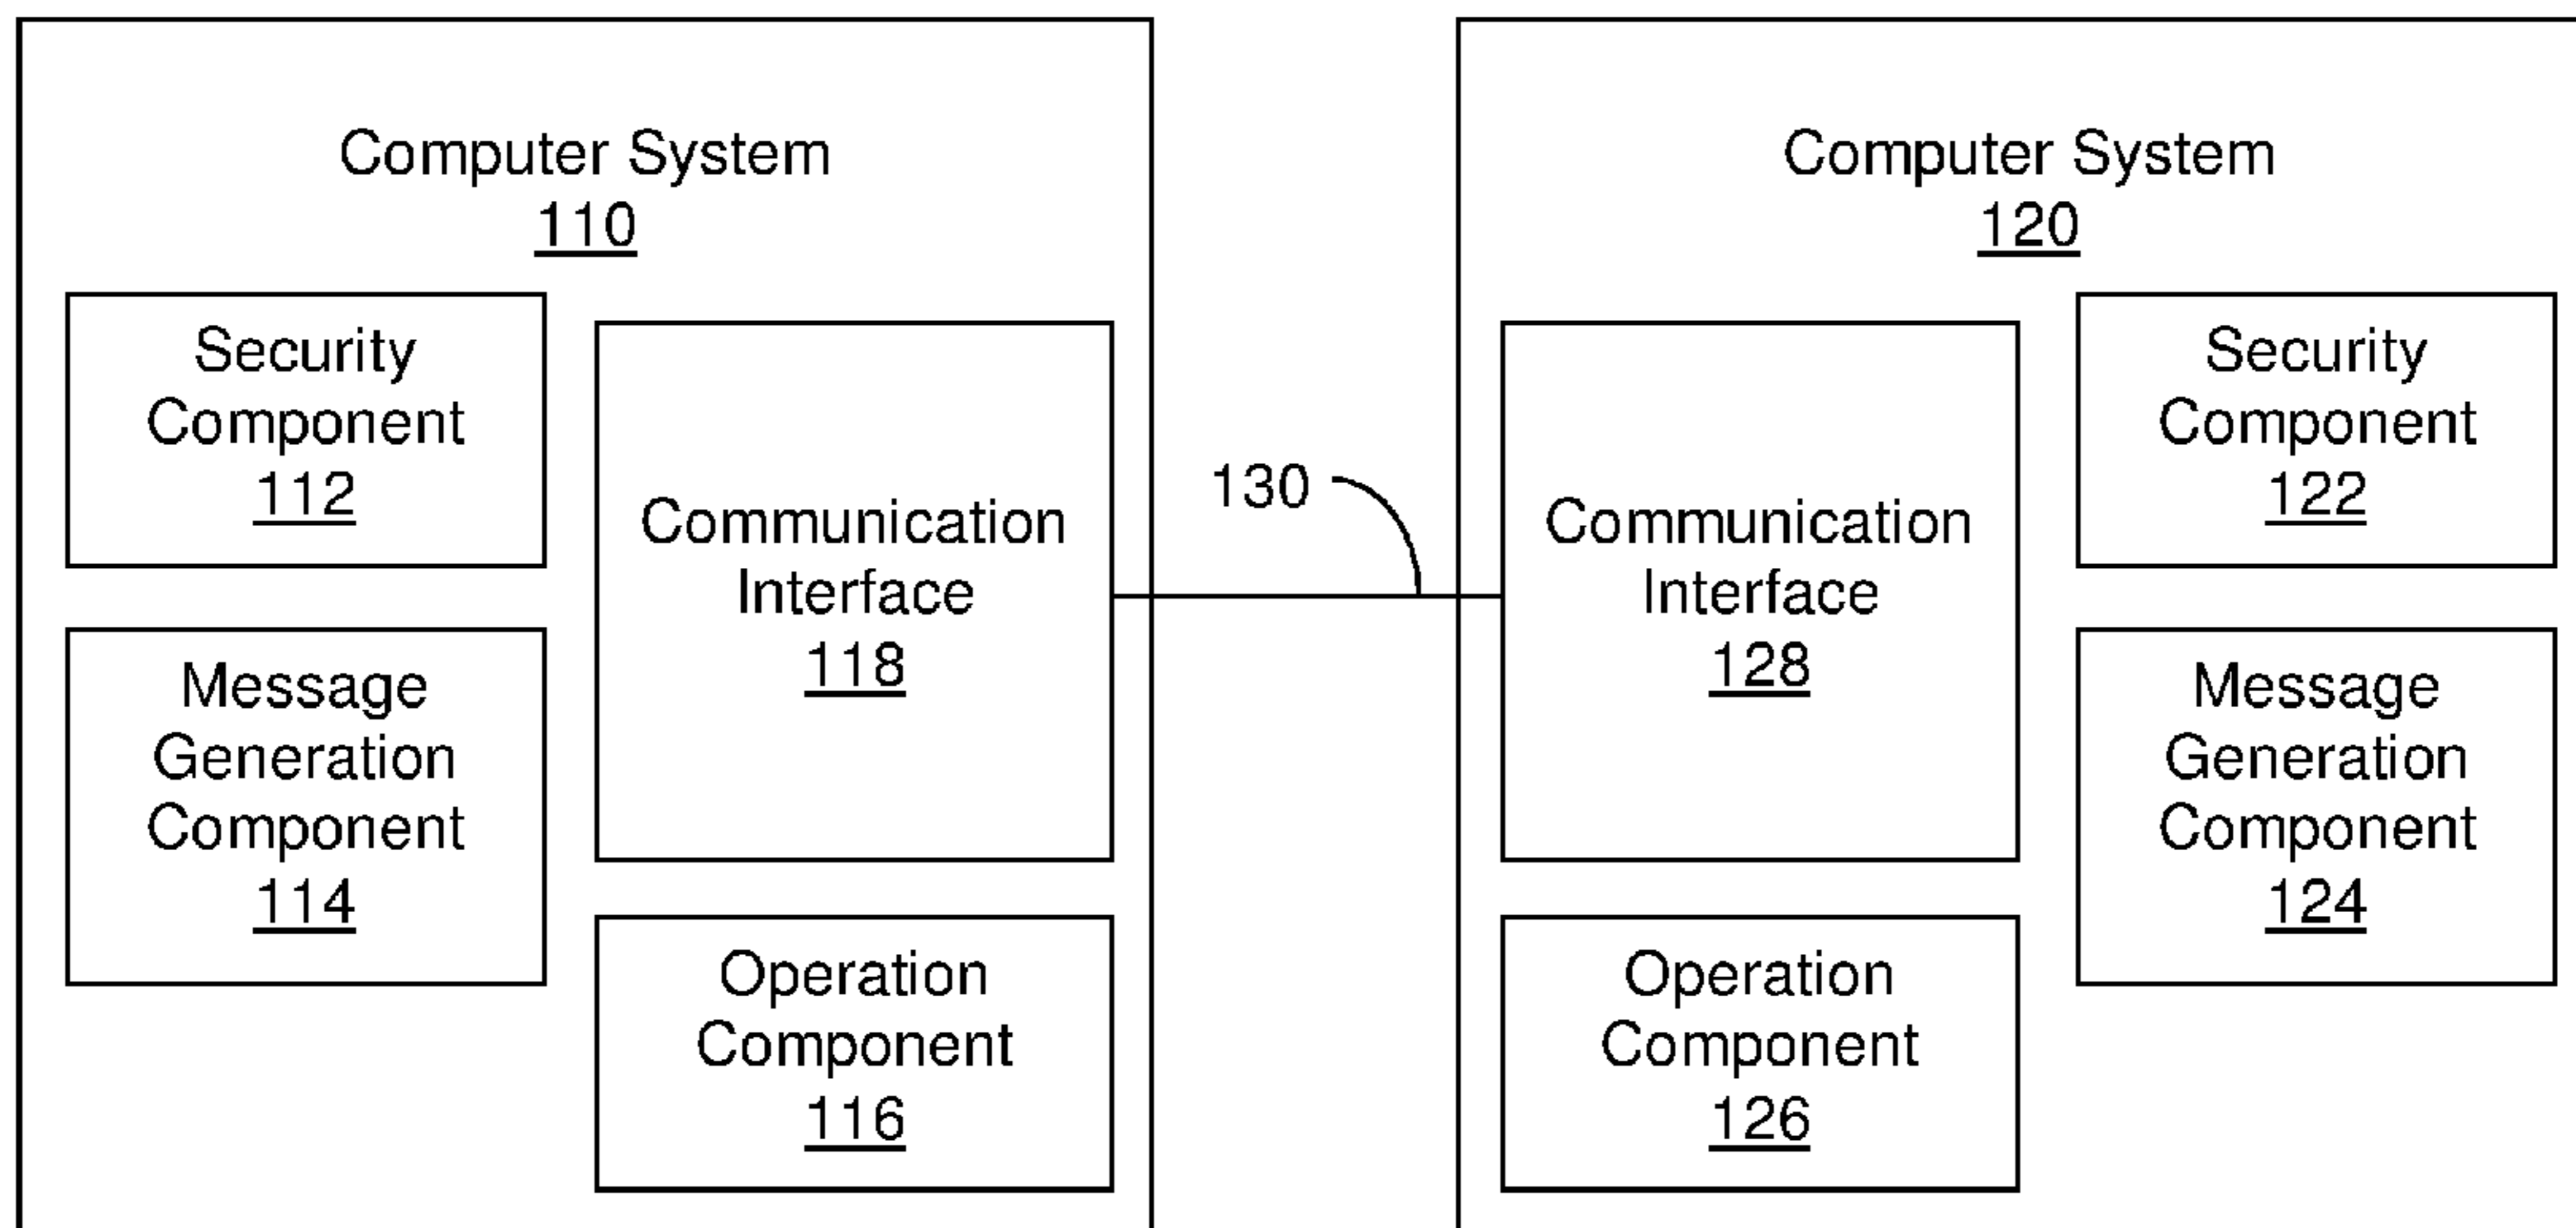 Computer System
110
Security
Component
112
Message
Generation
Component
114
Communication
Interface
118
Operation
Component
116
130
Computer System
120
Communication
Interface
128
Operation
Component
126
Security
Component
122
Message
Generation
Component
124